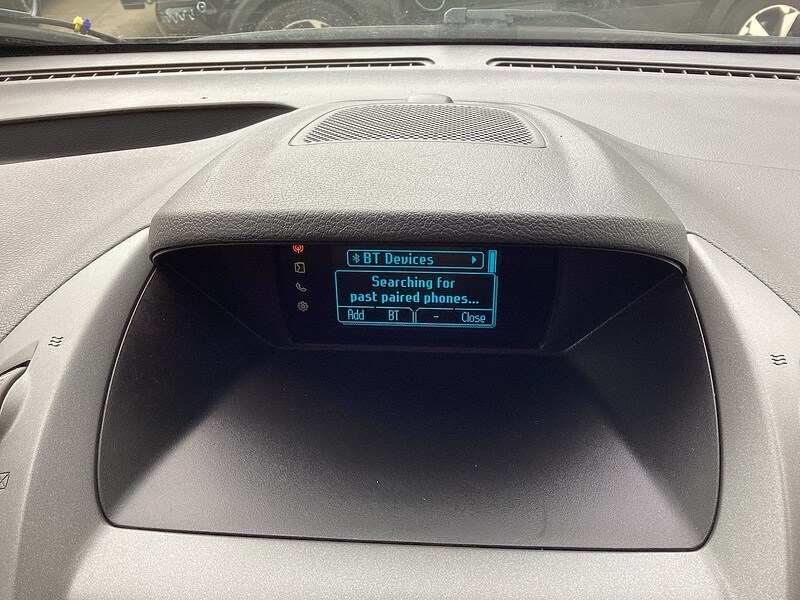 BT Devices
Searching for
past paired phones...
Add BT - Close